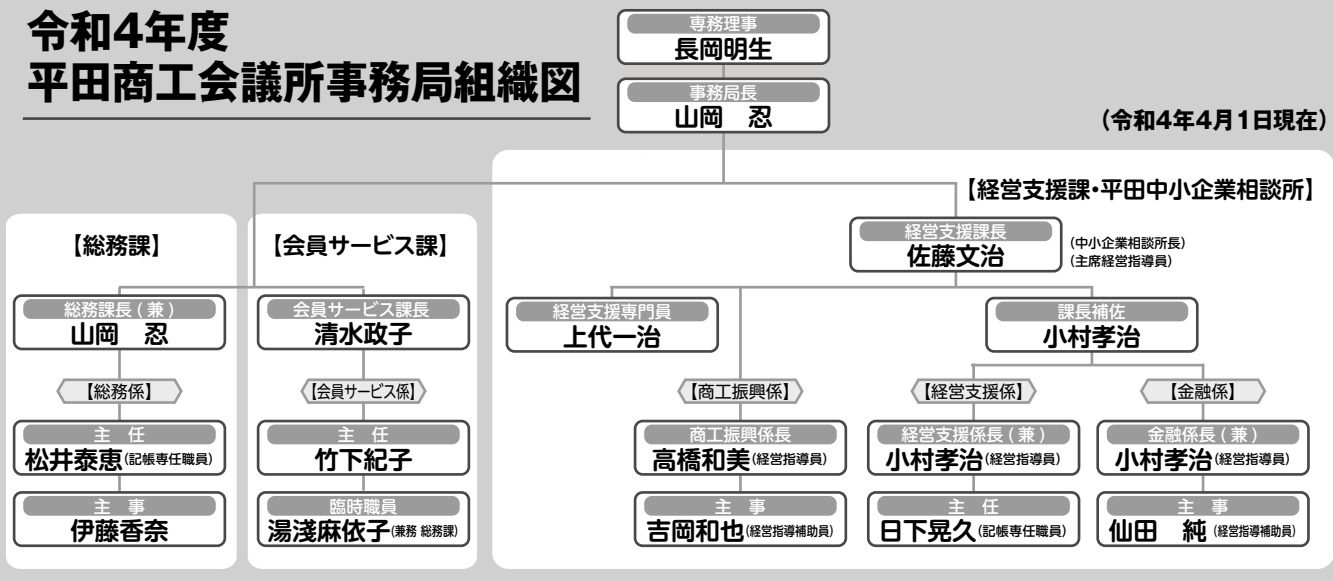 令和4年度
平田商工会議所事務局組織図
専務理事
長岡明生
事務局長
山岡　忍
(令和4年4月1日現在)
【総務課】
総務課長(兼)
山岡　忍
【総務係】
主　任
松井泰恵(記帳専任職員)
主　事
伊藤香奈
【会員サービス課】
会員サービス課長
清水政子
【会員サービス係】
主　任
竹下紀子
臨時職員
湯淺麻依子(兼務 総務課)
【経営支援課・平田中小企業相談所】
経営支援課長
佐藤文治
(中小企業相談所長)
(主席経営指導員)
経営支援専門員
上代一治
課長補佐
小村孝治
【商工振興係】
商工振興係長
高橋和美(経営指導員)
主　事
吉岡和也(経営指導補助員)
【経営支援係】
経営支援係長(兼)
小村孝治(経営指導員)
主　任
日下晃久(記帳専任職員)
【金融係】
金融係長(兼)
小村孝治(経営指導員)
主　事
仙田　純(経営指導補助員)